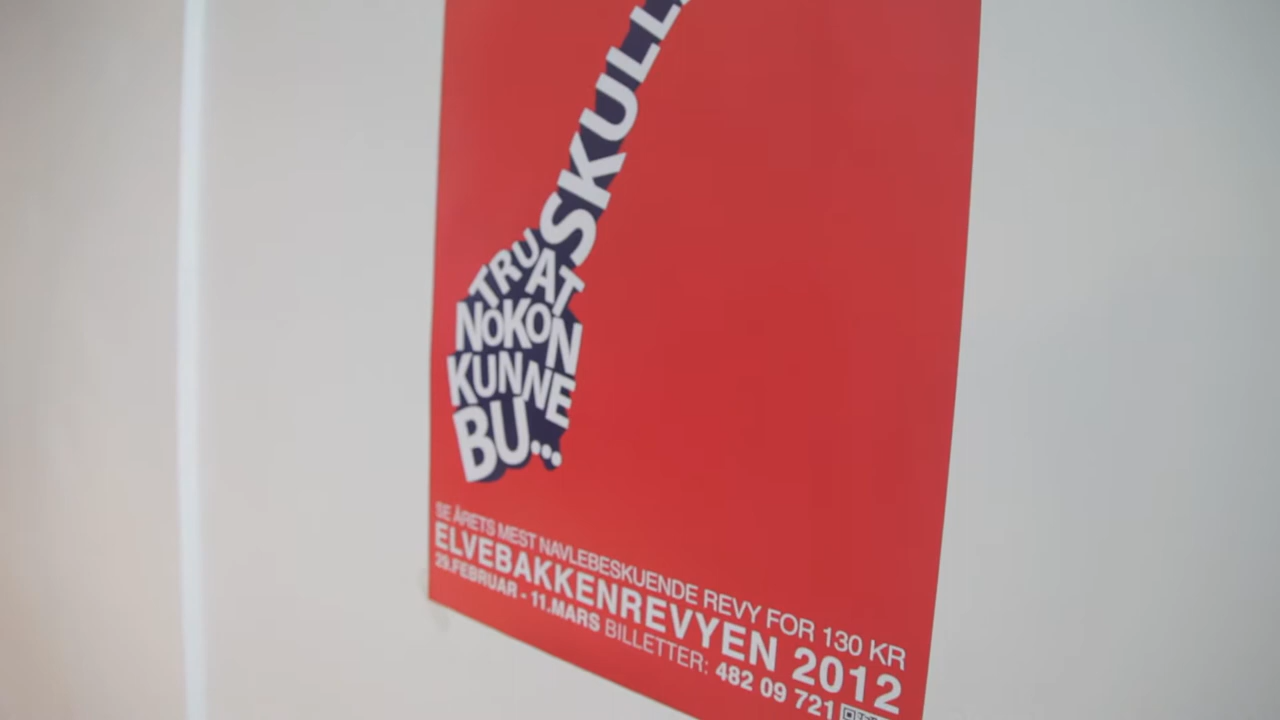 SKULL
TRU
AT
NOKON
KUNNE
BU...
SE ÅRETS MEST NAVLEBESKUENDE REVY FOR 130 KR
ELVEBAKKENREVYEN 2012
29.FEBRUAR - 11.MARS BILLETTER: 482 09 721